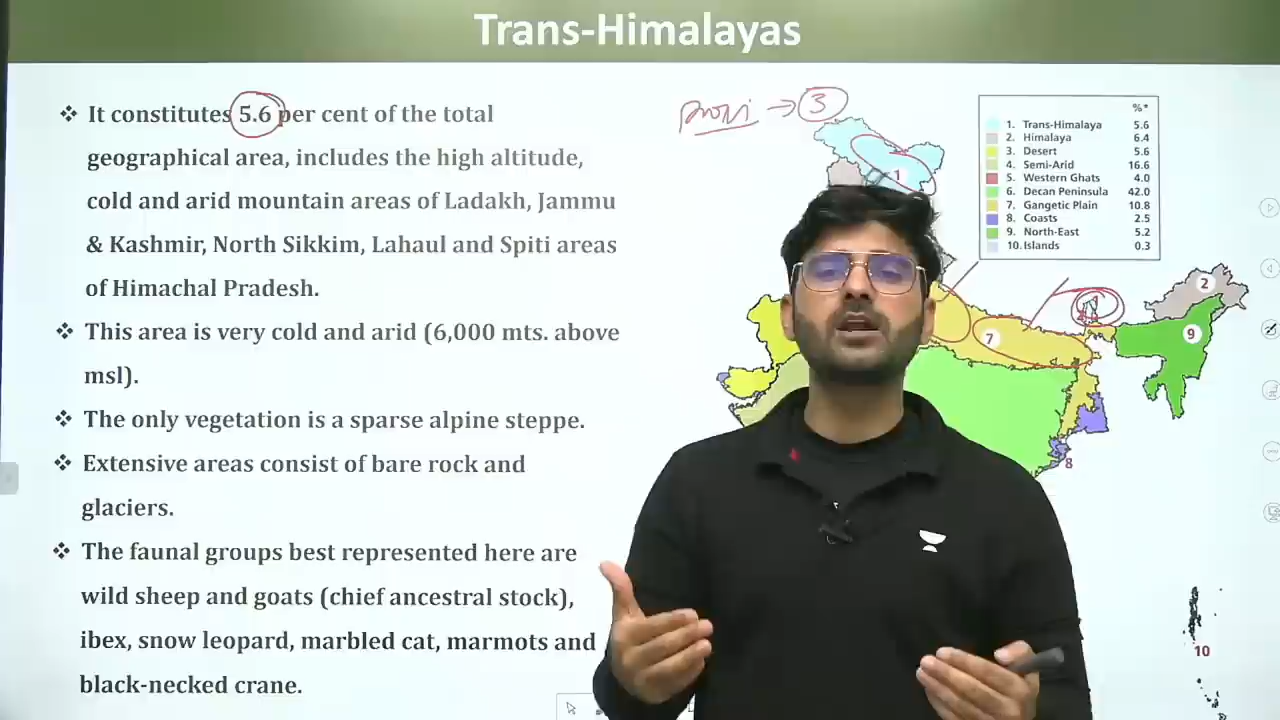 Trans-Himalayas
❖ It constitutes 5.6 per cent of the total
geographical area, includes the high altitude,
cold and arid mountain areas of Ladakh, Jammu
& Kashmir, North Sikkim, Lahaul and Spiti areas
of Himachal Pradesh.
❖ This area is very cold and arid (6,000 mts. above
msl).
❖ The only vegetation is a sparse alpine steppe.
❖ Extensive areas consist of bare rock and
glaciers.
❖ The faunal groups best represented here are
wild sheep and goats (chief ancestral stock),
ibex, snow leopard, marbled cat, marmots and
black-necked crane.
→ 3
%*
1. Trans-Himalaya 5.6
2. Himalaya 6.4
3. Desert 5.6
4. Semi-Arid 16.6
5. Western Ghats 4.0
6. Decan Peninsula 42.0
7. Gangetic Plain 10.8
8. Coasts 2.5
9. North-East 5.2
10. Islands 0.3
1
2
7
9
8
10